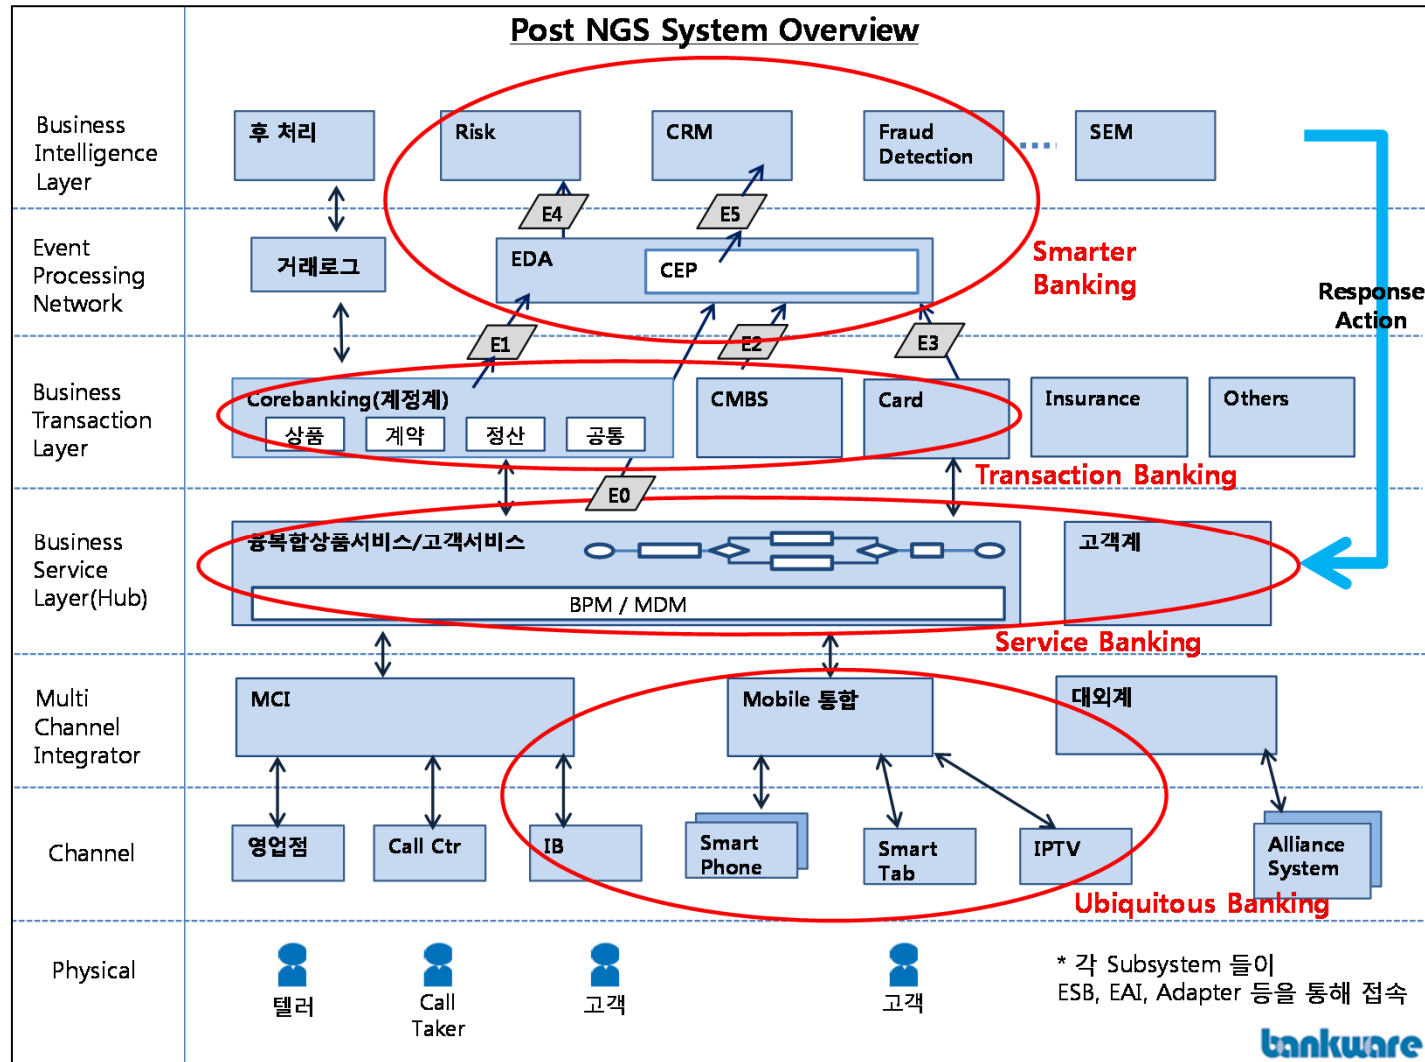 Post NGS System Overview
Business
Intelligence
Layer
후 처리
Risk
CRM
Fraud
Detection
SEM
E4
E5
Event
Processing
Network
거래로그
EDA
CEP
Smarter
Banking
Response
Action
E1
E2
E3
Business
Transaction
Layer
Corebanking(계정계)
상품
계약
정산
공통
CMBS
Card
Insurance
Others
Transaction Banking
E0
Business
Service
Layer(Hub)
융복합상품서비스/고객서비스
BPM / MDM
고객계
Service Banking
Multi
Channel
Integrator
MCI
Mobile 통합
대외계
Channel
영업점
Call Ctr
IB
Smart
Phone
Smart
Tab
IPTV
Alliance
System
Ubiquitous Banking
Physical
텔러
Call
Taker
고객
고객
* 각 Subsystem 들이
ESB, EAI, Adapter 등을 통해 접속
bankware